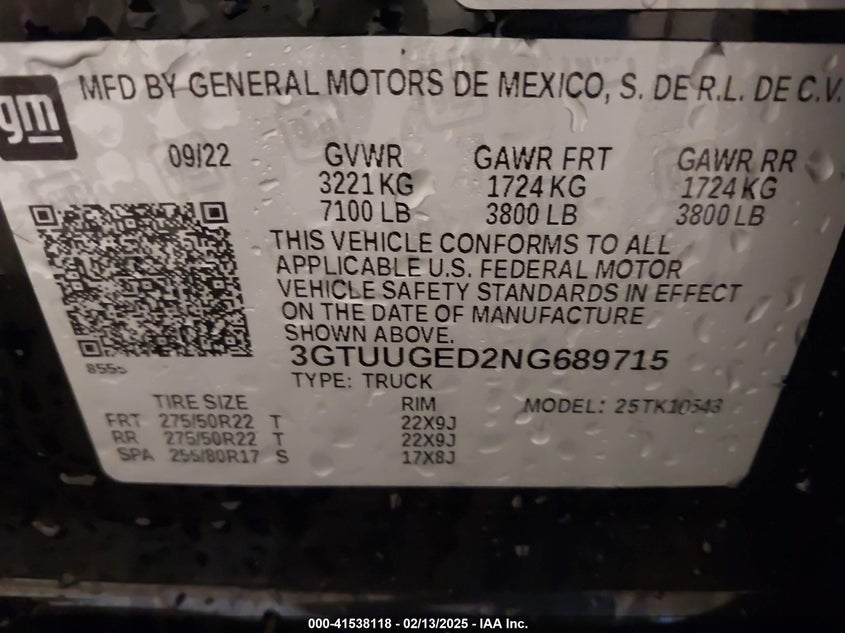 gm
MFD BY GENERAL MOTORS DE MEXICO, S. DE R.L. DE C.V.
09/22 GVWR GAWR FRT GAWR RR
3221 KG 1724 KG 1724 KG
7100 LB 3800 LB 3800 LB
THIS VEHICLE CONFORMS TO ALL
APPLICABLE U.S. FEDERAL MOTOR
VEHICLE SAFETY STANDARDS IN EFFECT
ON THE DATE OF MANUFACTURE
SHOWN ABOVE.
3GTUUGED2NG689715
TYPE: TRUCK
TIRE SIZE RIM MODEL:
FRT 275/50R22 T 22X9J
RR 275/50R22 T 22X9J
SPA 255/80R17 S 17X8J
000-41538118 - 02/13/2025 - IAA Inc.